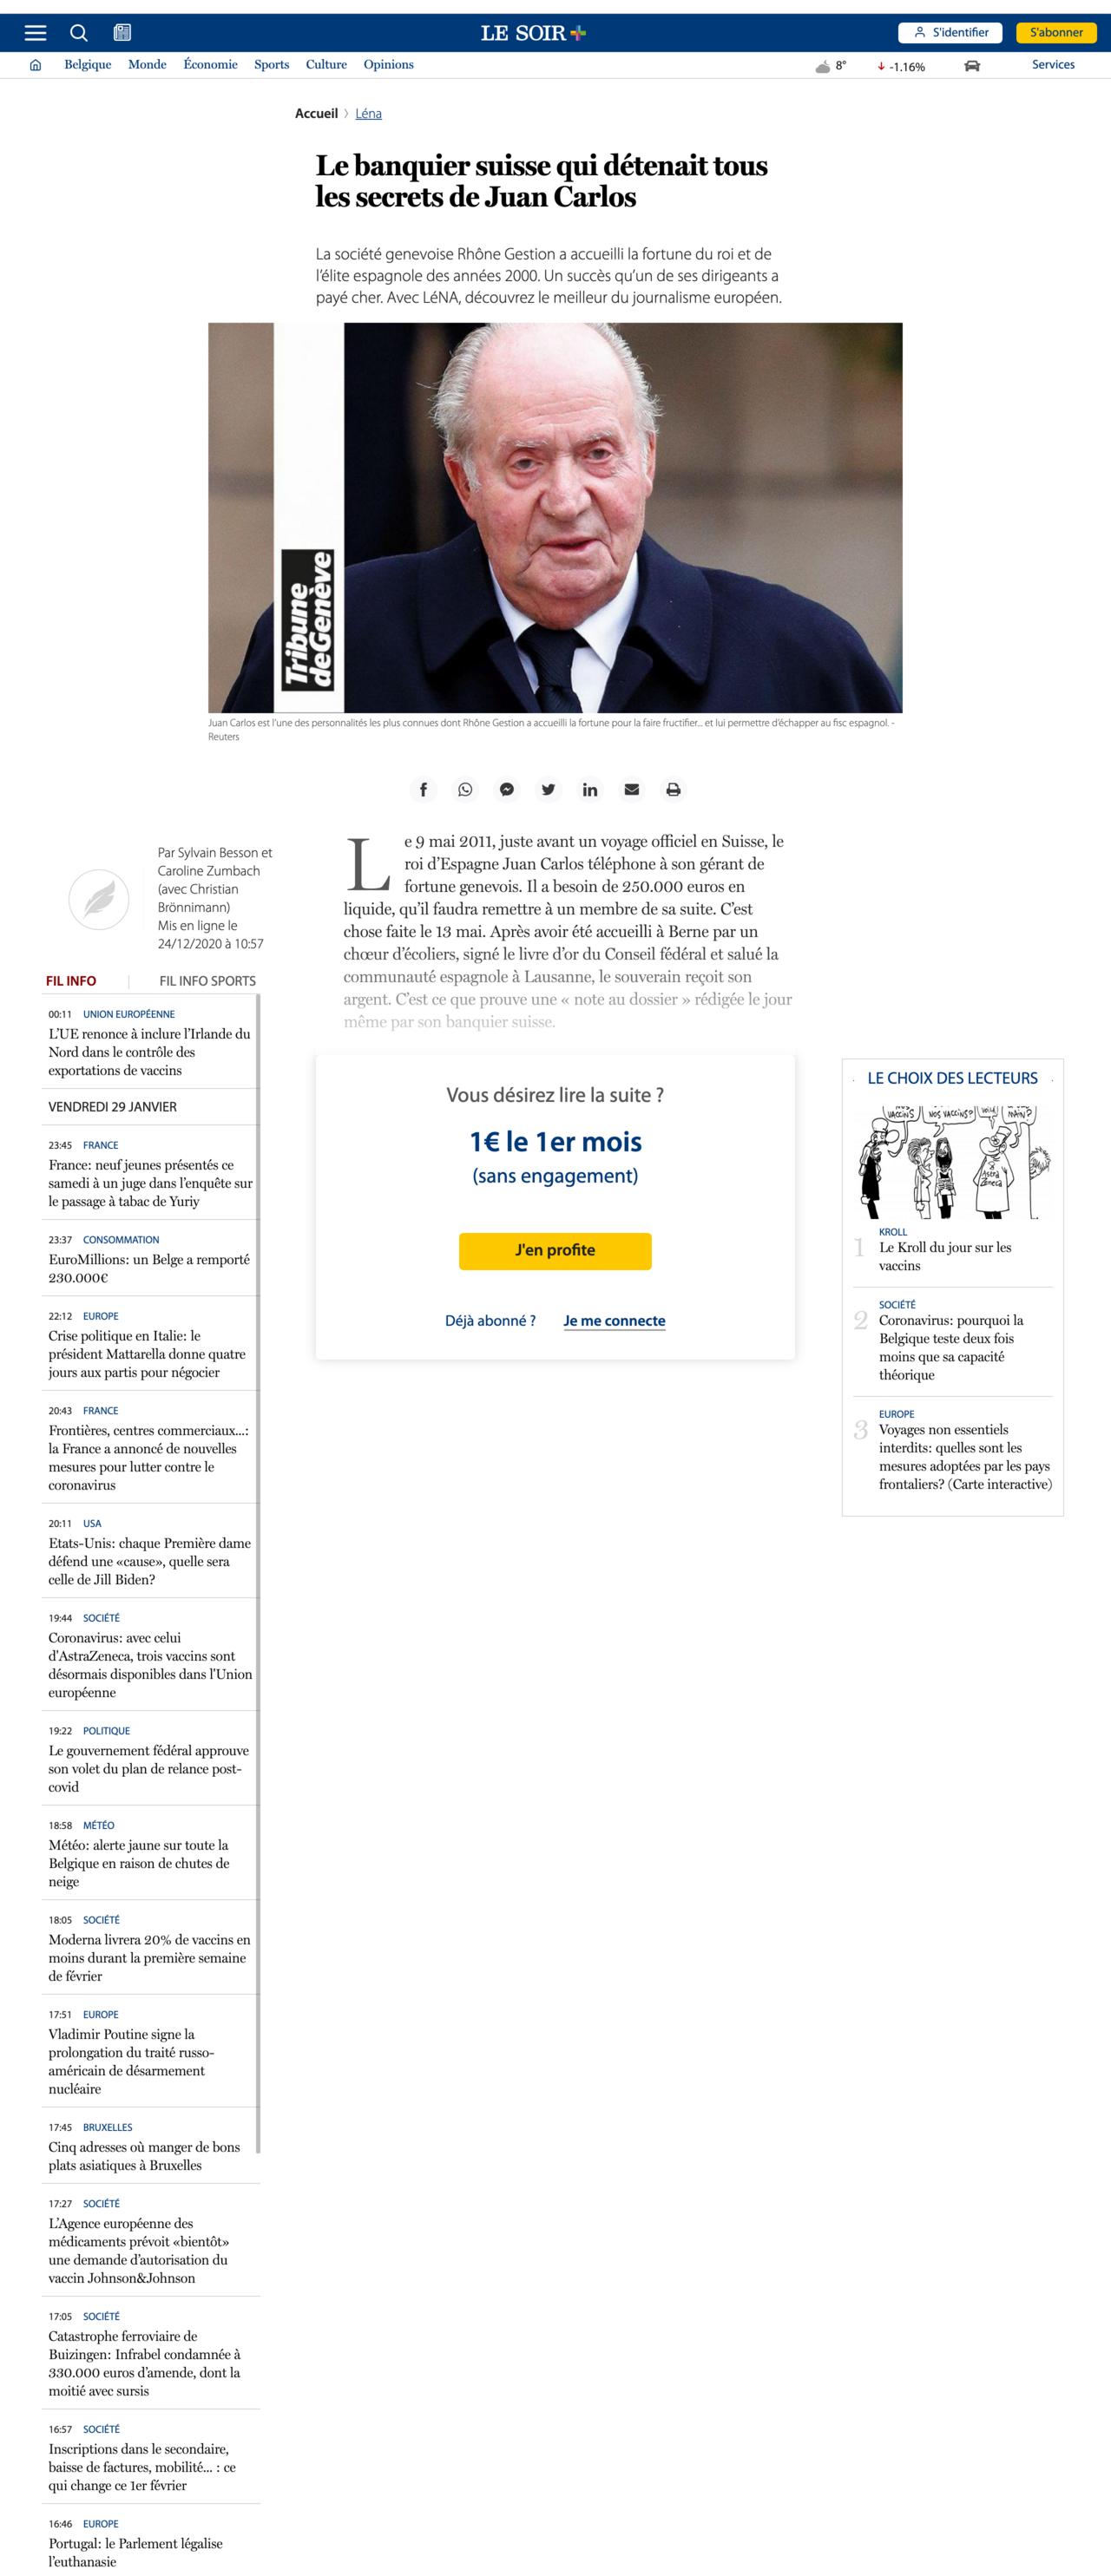 LE SOIR
S'identifier
S'abonner
Belgique
Monde
Économie
Sports
Culture
Opinions
8°
-1.16%
Services
Accueil
Léna
Le banquier suisse qui détenait tous
les secrets de Juan Carlos
La société genevoise Rhône Gestion a accueilli la fortune du roi et de
l'élite espagnole des années 2000. Un succès qu'un de ses dirigeants a
payé cher. Avec LéNA, découvrez le meilleur du journalisme européen.
Tribune
deGenève
Juan Carlos est l'une des personnalités les plus connues dont Rhône Gestion a accueilli la fortune pour la faire fructifier... et lui permettre d'échapper au fisc espagnol. -
Reuters
Par Sylvain Besson et
Caroline Zumbach
(avec Christian
Brönnimann)
Mis en ligne le
24/12/2020 à 10:57
Le 9 mai 2011, juste avant un voyage officiel en Suisse, le
roi d'Espagne Juan Carlos téléphone à son gérant de
fortune genevois. Il a besoin de 250.000 euros en
liquide, qu'il faudra remettre à un membre de sa suite. C'est
chose faite le 13 mai. Après avoir été accueilli à Berne par un
chœur d'écoliers, signé le livre d'or du Conseil fédéral et salué la
communauté espagnole à Lausanne, le souverain reçoit son
argent. C'est ce que prouve une « note au dossier » rédigée le jour
même par son banquier suisse.
FIL INFO
FIL INFO SPORTS
00:11 UNION EUROPÉENNE
L'UE renonce à inclure l'Irlande du
Nord dans le contrôle des
exportations de vaccins
VENDREDI 29 JANVIER
23:45 FRANCE
France: neuf jeunes présentés ce
samedi à un juge dans l'enquête sur
le passage à tabac de Yuriy
23:37 CONSOMMATION
EuroMillions: un Belge a remporté
230.000€
22:12 EUROPE
Crise politique en Italie: le
président Mattarella donne quatre
jours aux partis pour négocier
20:43 FRANCE
Frontières, centres commerciaux...:
la France a annoncé de nouvelles
mesures pour lutter contre le
coronavirus
20:11 USA
Etats-Unis: chaque Première dame
défend une «cause», quelle sera
celle de Jill Biden?
19:44 SOCIÉTÉ
Coronavirus: avec celui
d'AstraZeneca, trois vaccins sont
désormais disponibles dans l'Union
européenne
19:22 POLITIQUE
Le gouvernement fédéral approuve
son volet du plan de relance post-
covid
18:58 MÉTÉO
Météo: alerte jaune sur toute la
Belgique en raison de chutes de
neige
18:05 SOCIÉTÉ
Moderna livrera 20% de vaccins en
moins durant la première semaine
de février
17:51 EUROPE
Vladimir Poutine signe la
prolongation du traité russo-
américain de désarmement
nucléaire
17:45 BRUXELLES
Cinq adresses où manger de bons
plats asiatiques à Bruxelles
17:27 SOCIÉTÉ
L'Agence européenne des
médicaments prévoit «bientôt»
une demande d'autorisation du
vaccin Johnson&Johnson
17:05 SOCIÉTÉ
Catastrophe ferroviaire de
Buizingen: Infrabel condamnée à
330.000 euros d'amende, dont la
moitié avec sursis
16:57 SOCIÉTÉ
Inscriptions dans le secondaire,
baisse de factures, mobilité... : ce
qui change ce 1er février
16:46 EUROPE
Portugal: le Parlement légalise
l'euthanasie
Vous désirez lire la suite ?
1€ le 1er mois
(sans engagement)
J'en profite
Déjà abonné ?
Je me connecte
LE CHOIX DES LECTEURS
VACCINS
NOS VACCINS?
MAIN?
Astra
Zeneca
1
KROLL
Le Kroll du jour sur les
vaccins
2
SOCIÉTÉ
Coronavirus: pourquoi la
Belgique teste deux fois
moins que sa capacité
théorique
3
EUROPE
Voyages non essentiels
interdits: quelles sont les
mesures adoptées par les pays
frontaliers? (Carte interactive)